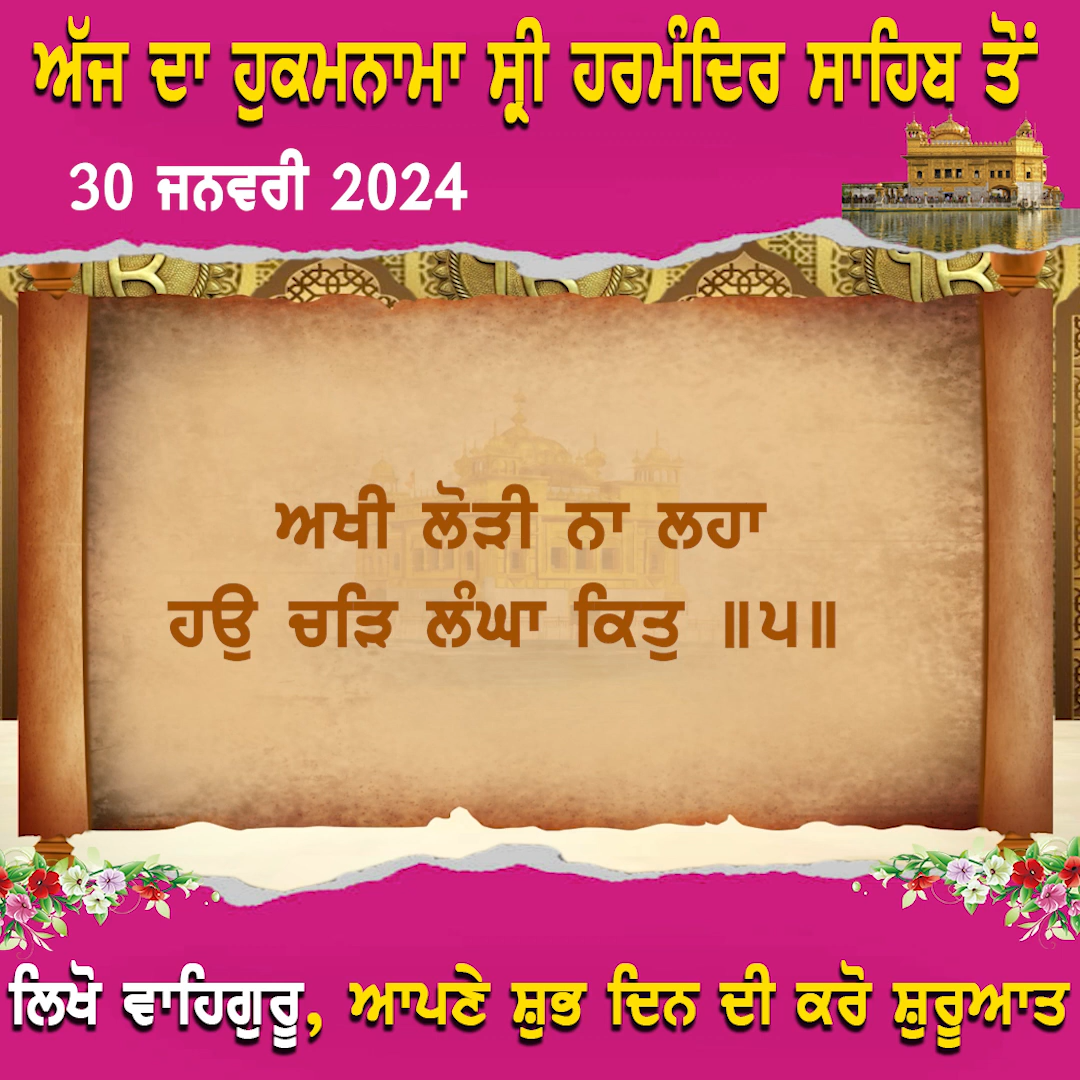 ਅੱਜ ਦਾ ਹੁਕਮਨਾਮਾ ਸ੍ਰੀ ਹਰਮੰਦਿਰ ਸਾਹਿਬ ਤੋਂ
30 ਜਨਵਰੀ 2024
ਅਖੀ ਲੋੜੀ ਨਾ ਲਹਾ
ਹਉ ਚੜਿ ਲੰਘਾ ਕਿਤੁ ॥੫॥
ਲਿਖੋ ਵਾਹਿਗੁਰੂ, ਆਪਣੇ ਸ਼ੁਭ ਦਿਨ ਦੀ ਕਰੋ ਸ਼ੁਰੂਆਤ